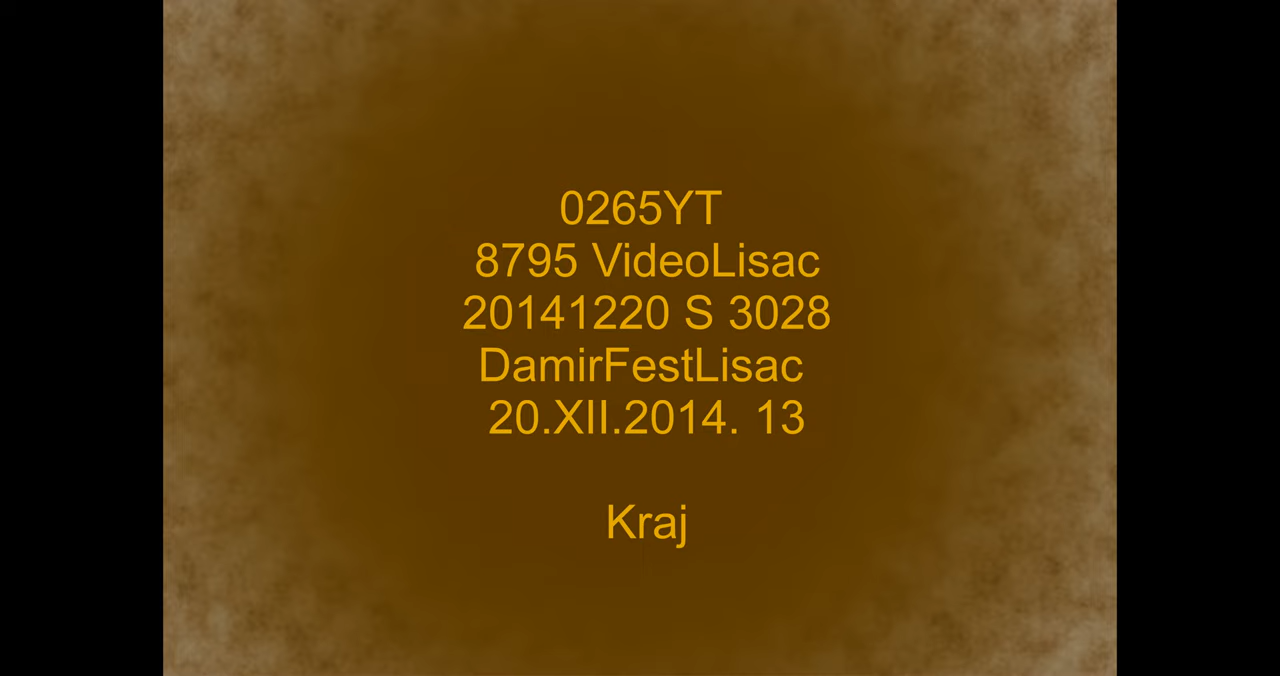 0265YT
8795 VideoLisac
20141220 S 3028
DamirFestLisac
20.XII.2014. 13
Kraj